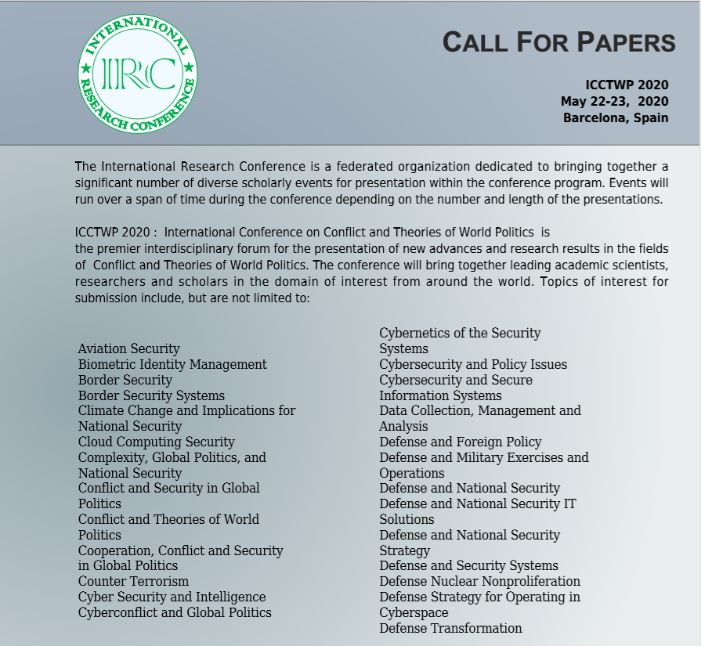 INTERNATIONAL
IRC
RESEARCH CONFERENCE
CALL FOR PAPERS
ICCTWP 2020
May 22-23, 2020
Barcelona, Spain
The International Research Conference is a federated organization dedicated to bringing together a
significant number of diverse scholarly events for presentation within the conference program. Events will
run over a span of time during the conference depending on the number and length of the presentations.
ICCTWP 2020 : International Conference on Conflict and Theories of World Politics is
the premier interdisciplinary forum for the presentation of new advances and research results in the fields
of Conflict and Theories of World Politics. The conference will bring together leading academic scientists,
researchers and scholars in the domain of interest from around the world. Topics of interest for
submission include, but are not limited to:
Aviation Security
Biometric Identity Management
Border Security
Border Security Systems
Climate Change and Implications for
National Security
Cloud Computing Security
Complexity, Global Politics, and
National Security
Conflict and Security in Global
Politics
Conflict and Theories of World
Politics
Cooperation, Conflict and Security
in Global Politics
Counter Terrorism
Cyber Security and Intelligence
Cyberconflict and Global Politics
Cybernetics of the Security
Systems
Cybersecurity and Policy Issues
Cybersecurity and Secure
Information Systems
Data Collection, Management and
Analysis
Defense and Foreign Policy
Defense and Military Exercises and
Operations
Defense and National Security
Defense and National Security IT
Solutions
Defense and National Security
Strategy
Defense and Security Systems
Defense Nuclear Nonproliferation
Defense Strategy for Operating in
Cyberspace
Defense Transformation